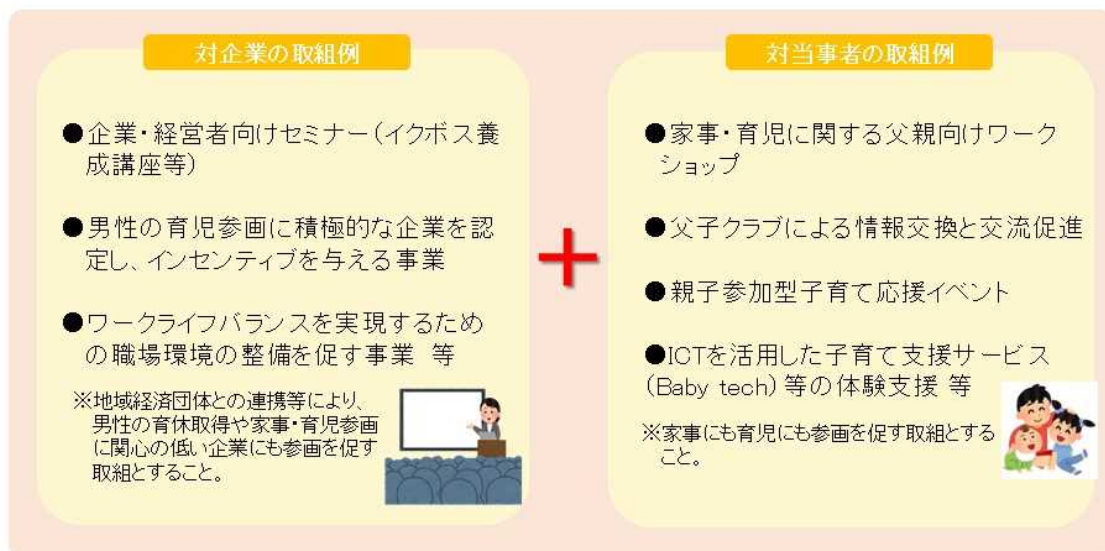 対企業の取組例
●企業・経営者向けセミナー（イクボス養
成講座等）
●男性の育児参画に積極的な企業を認
定し、インセンティブを与える事業
●ワークライフバランスを実現するため
の職場環境の整備を促す事業 等
※地域経済団体との連携等により、
男性の育休取得や家事・育児参画
に関心の低い企業にも参画を促す
取組とすること。
+
対当事者の取組例
●家事・育児に関する父親向けワーク
ショップ
●父子クラブによる情報交換と交流促進
●親子参加型子育て応援イベント
●ICTを活用した子育て支援サービス
(Baby tech)等の体験支援 等
※家事にも育児にも参画を促す取組とする
こと。